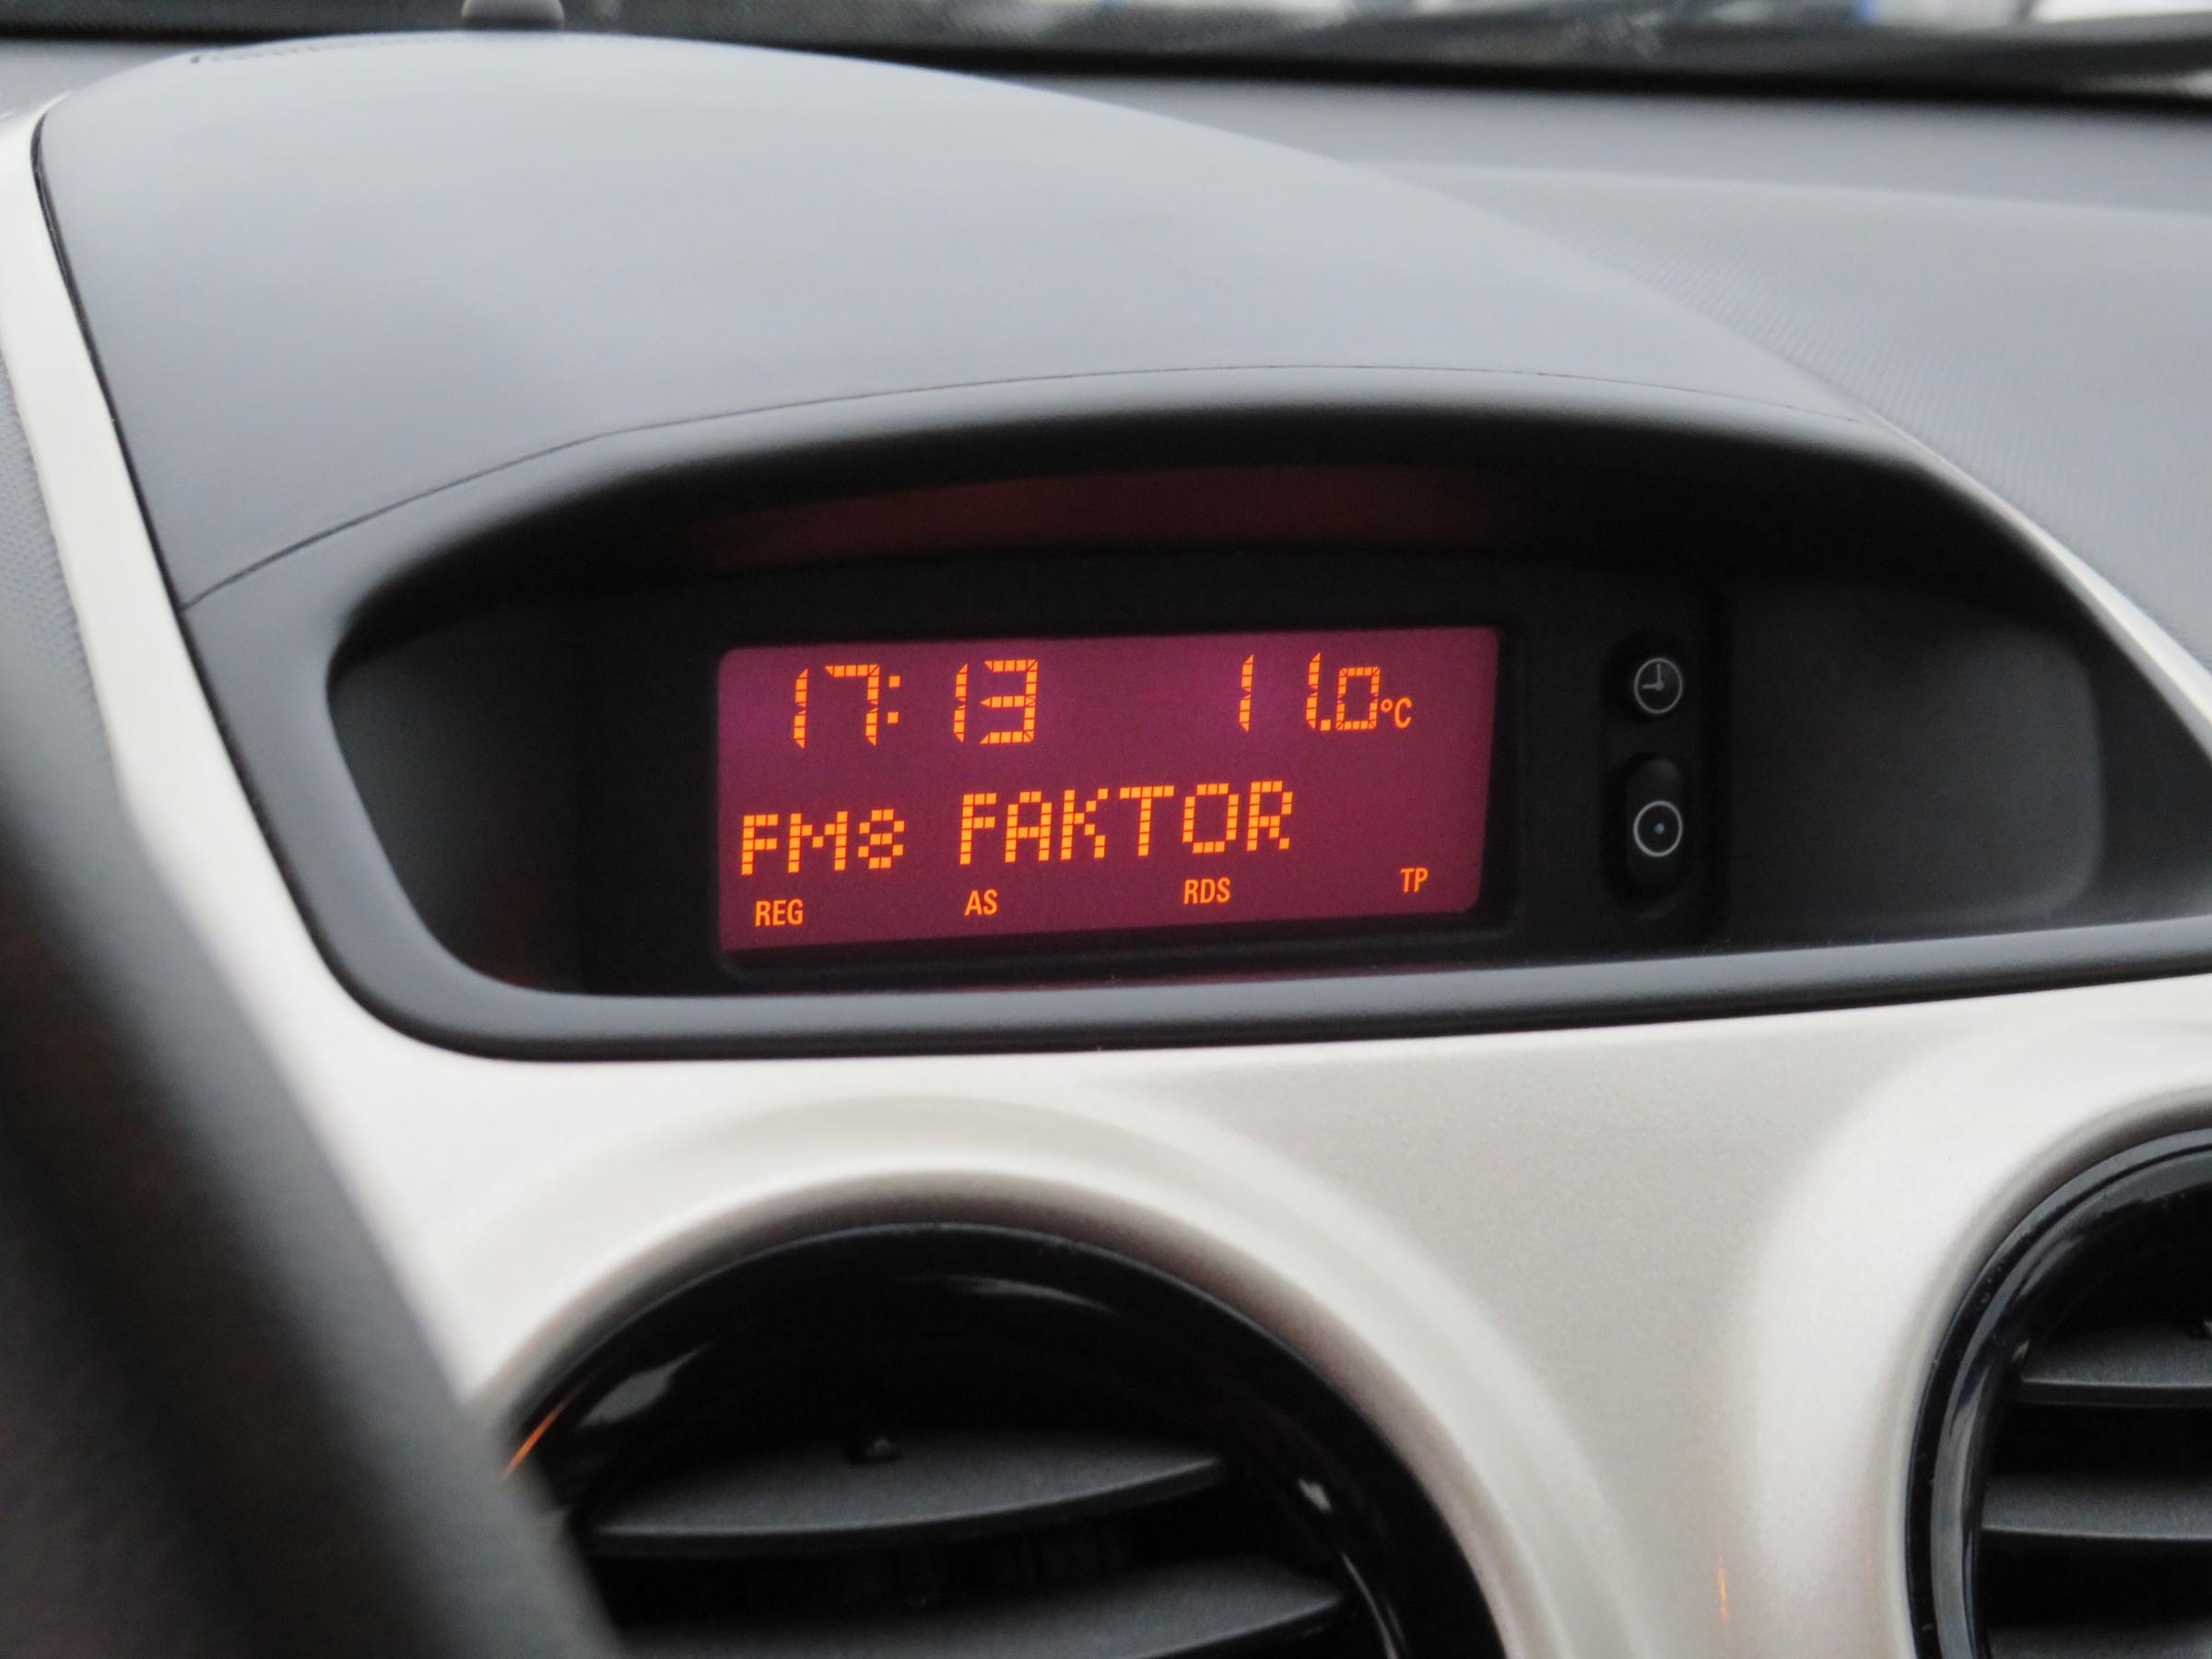 17:13 11.0°C
FM8 FAKTOR
REG AS RDS TP